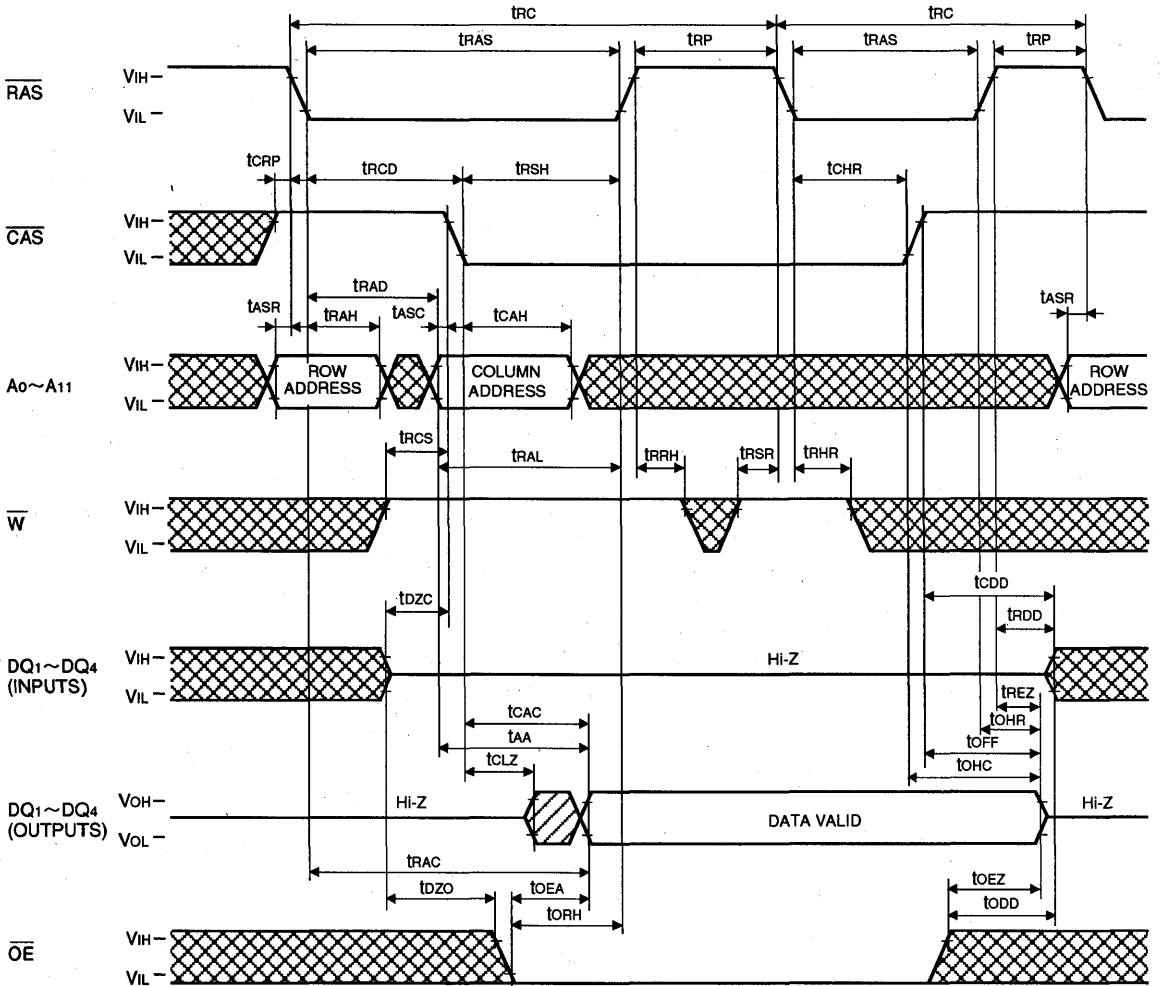 tRC tRC
tRAS tRP tRAS tRP
RAS VIH
VIL
tCRP tRCD tRSH tCHR
CAS VIH
VIL
tRAD
tASR tRAH tASC tCAH tASR
A0~A11 VIH ROW ADDRESS COLUMN ADDRESS ROW ADDRESS
VIL
tRCS tRAL tRRH tRSR tRHR
W VIH
VIL
tCDD
tDZC tRDD
DQ1~DQ4 (INPUTS) VIH Hi-Z
VIL
tREZ
tCAC tOHR
tAA tOFF
tCLZ tOHC
DQ1~DQ4 (OUTPUTS) VOH Hi-Z DATA VALID Hi-Z
VOL
tRAC
tDZO tOEA tOEZ
tORH tODD
OE VIH
VIL